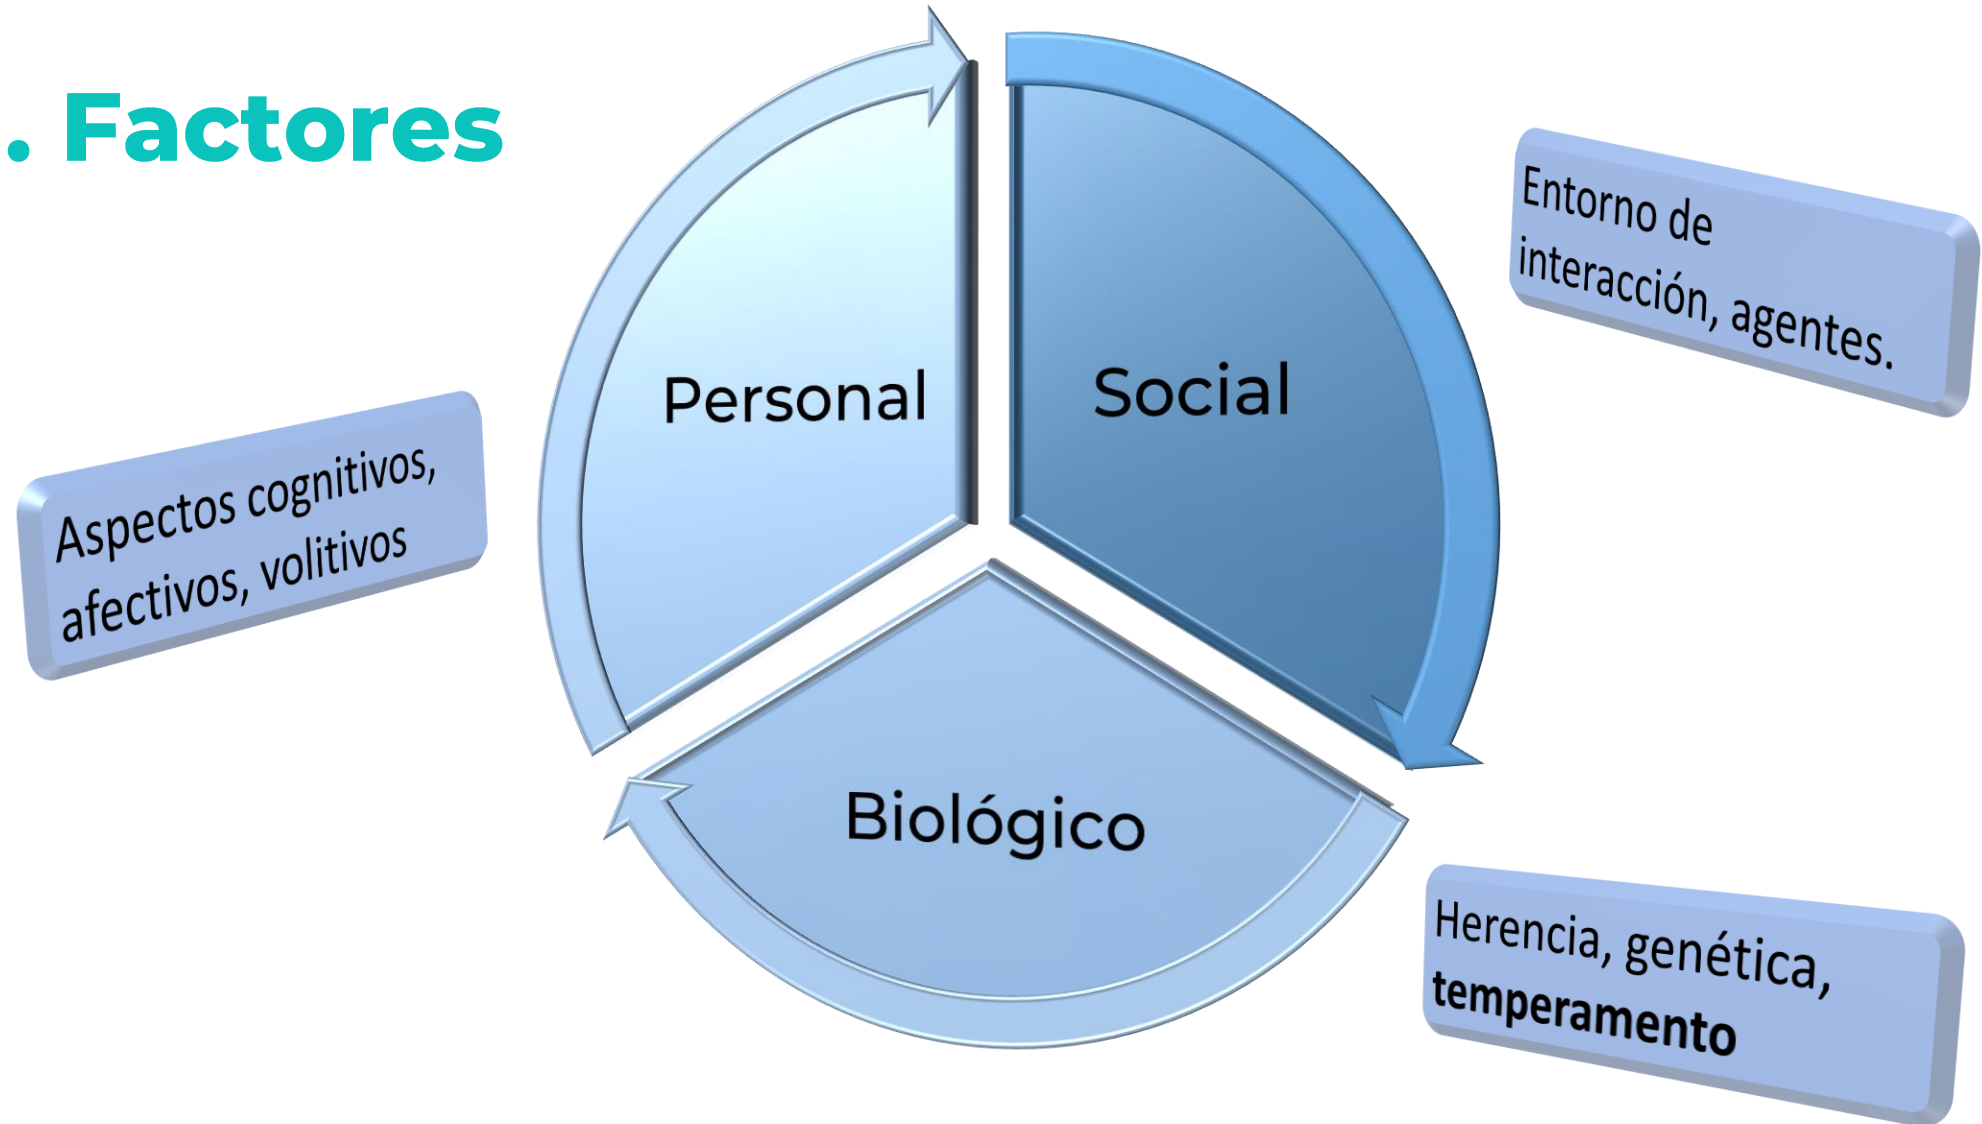 . Factores
Personal
Social
Entorno de
interacción, agentes.
Aspectos cognitivos,
afectivos, volitivos
Biológico
Herencia, genética,
temperamento